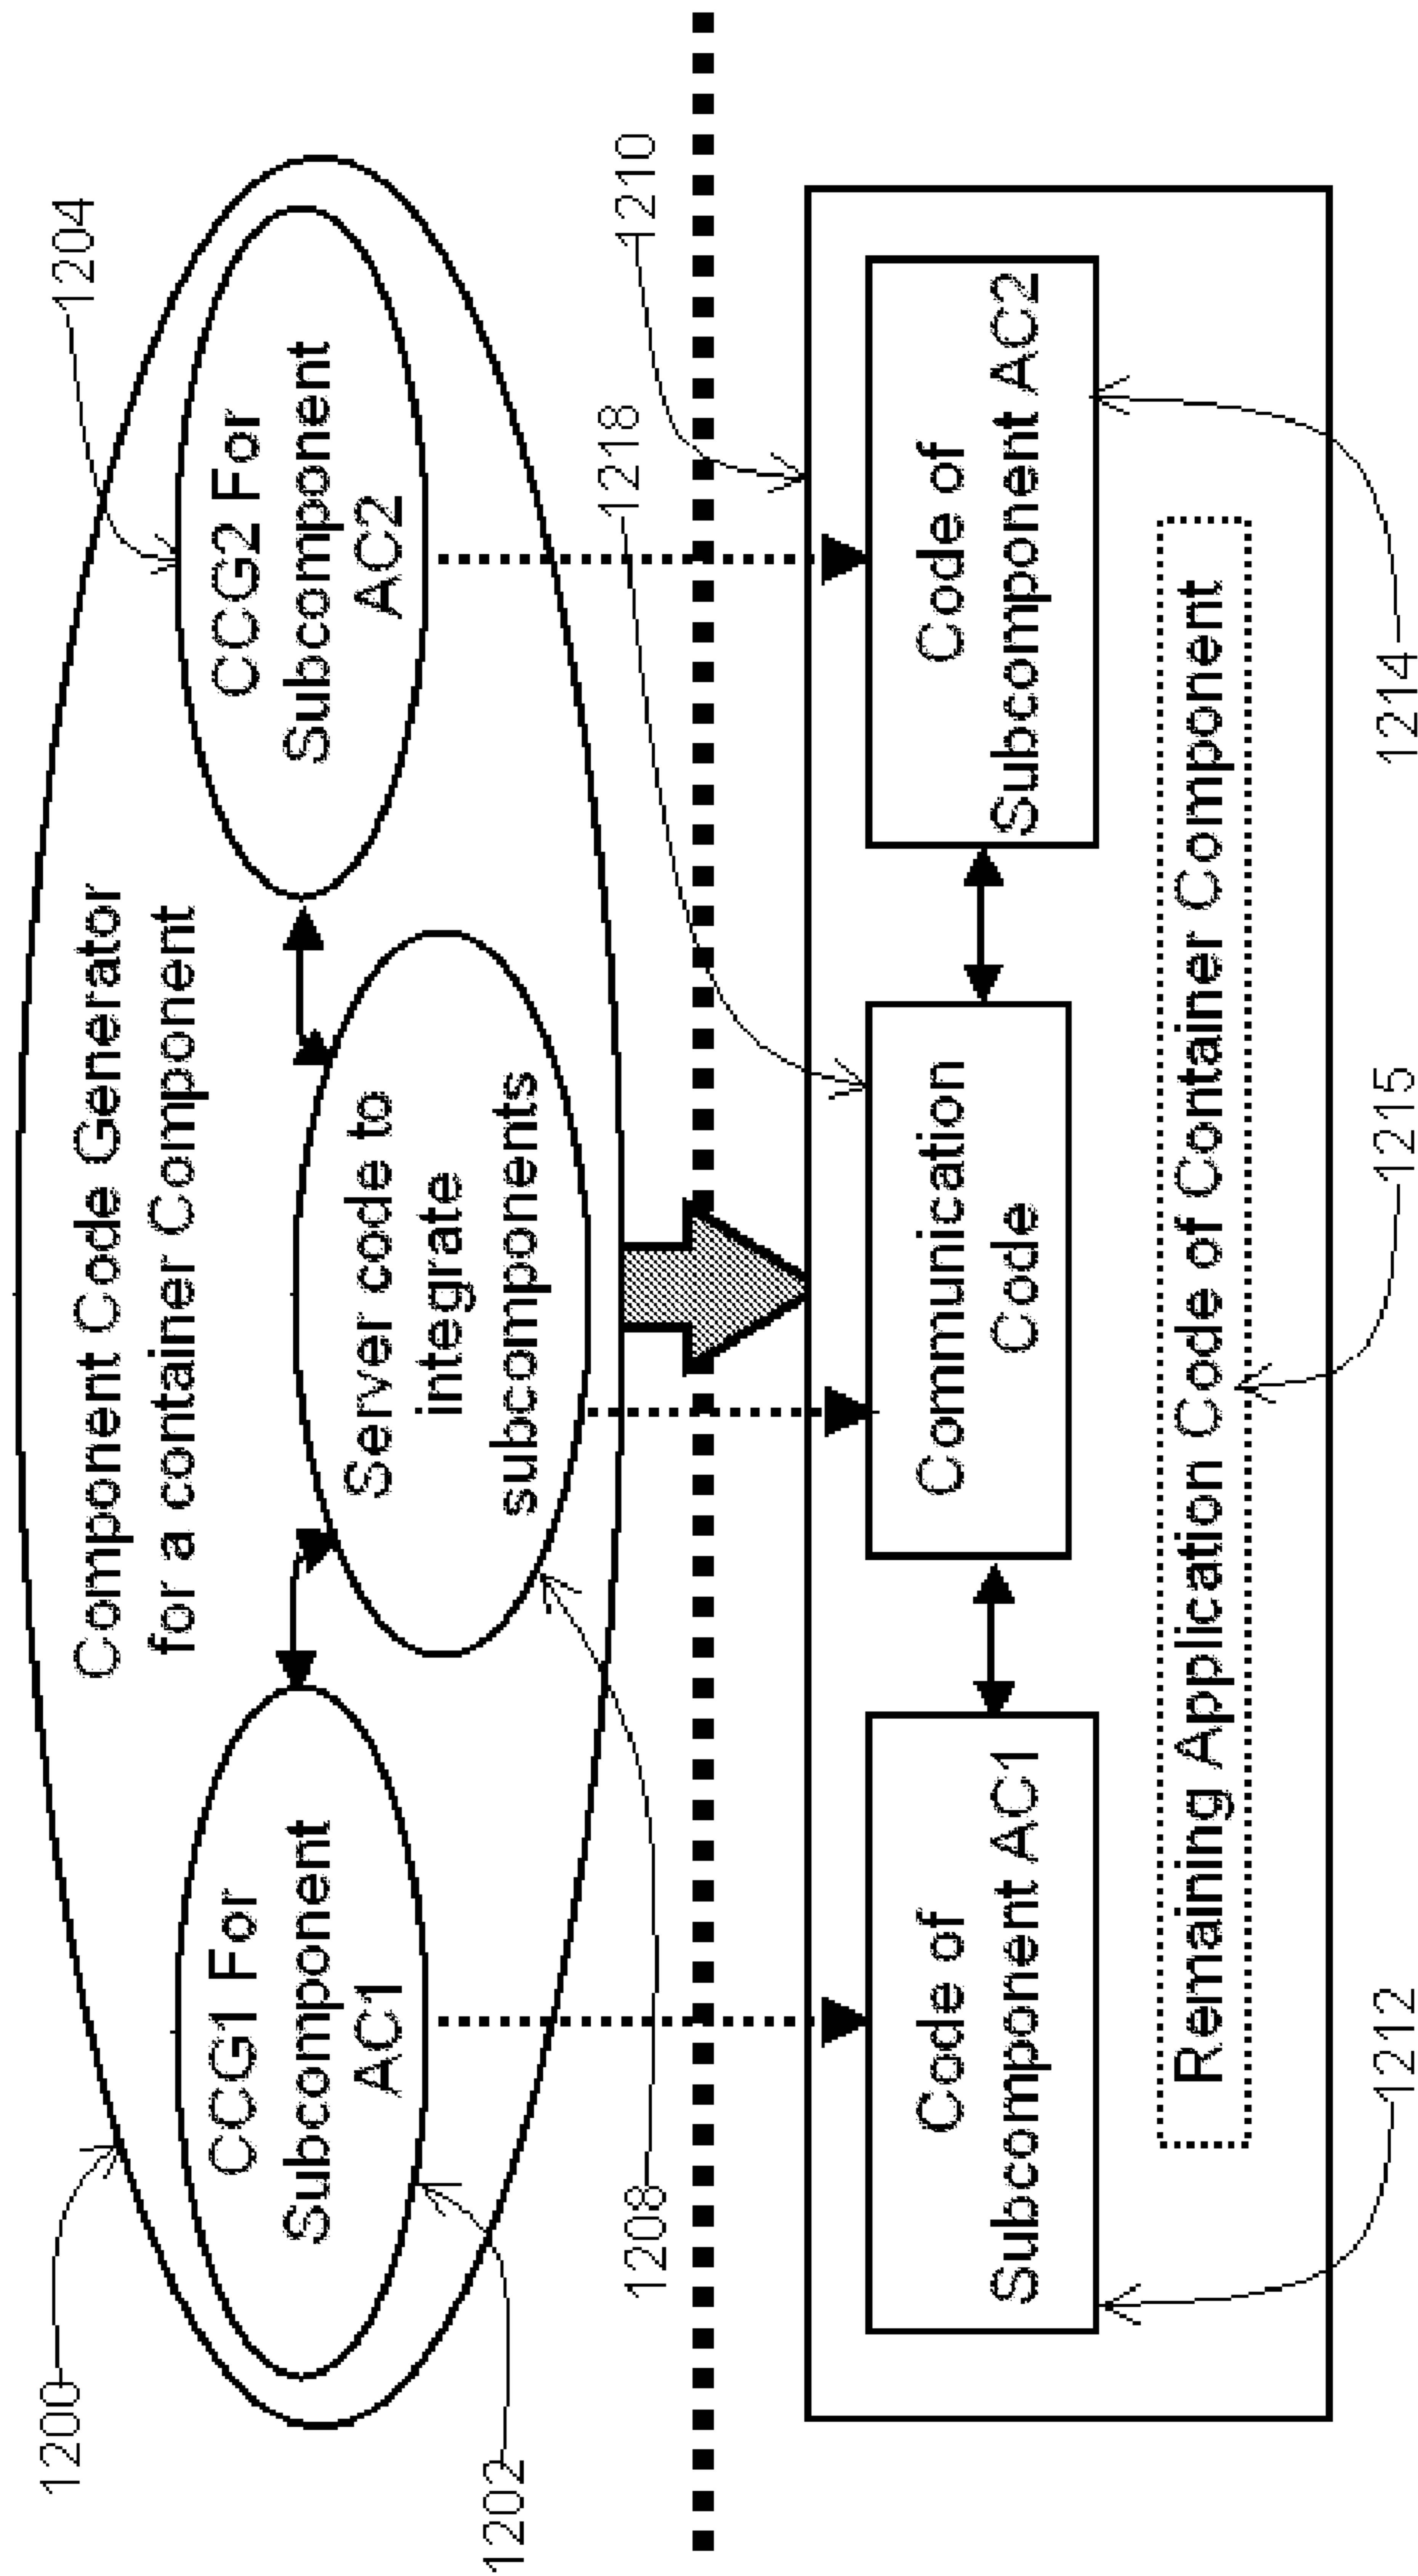 1200
Component Code Generator
for a container Component
1204
CCG1 For
Subcomponent
AC1
Server code to
integrate
subcomponents
CCG2 For
Subcomponent
AC2
1202
1208
1218
1210
Code of
Subcomponent AC1
Communication
Code
Code of
Subcomponent AC2
Remaining Application Code of Container Component
1212
1215
1214